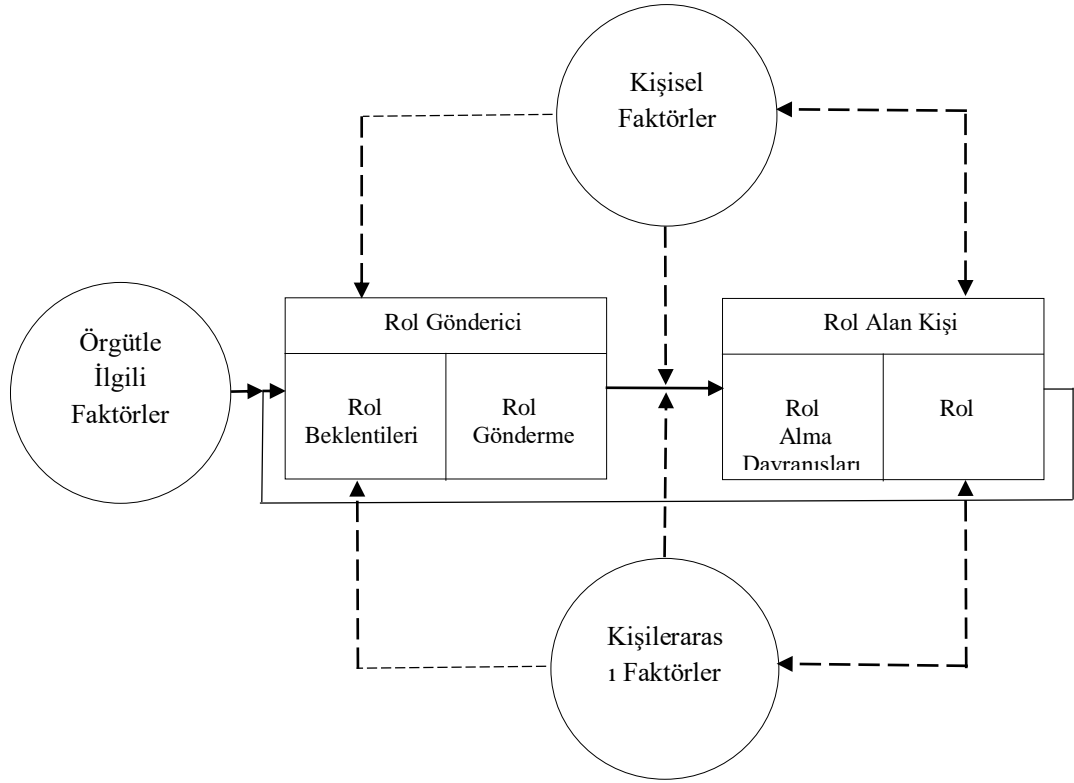 Kişisel
Faktörler
Örgütle
İlgili
Faktörler
Rol Gönderici
Rol
Beklentileri
Rol
Gönderme
Rol Alan Kişi
Rol
Alma
Davranışları
Rol
Kişileraras
ı Faktörler